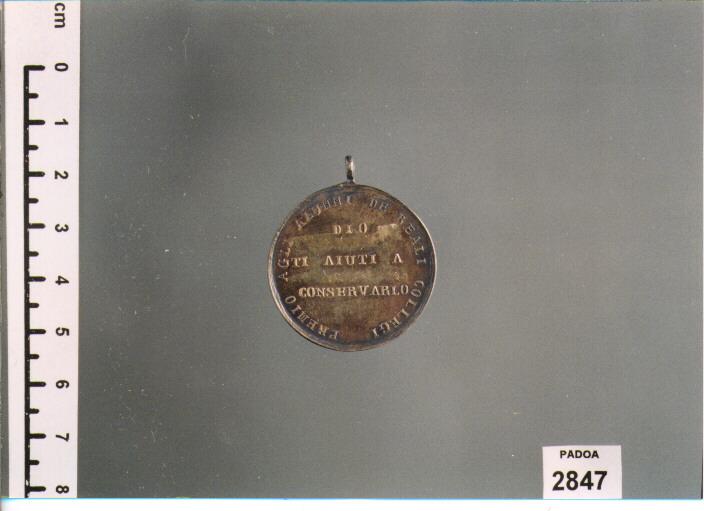 PREMIO AGLI ALUNNI DE REALI COLLEGI
DIO
TI AIUTI A
CONSERVARLO
cm
0
1
2
3
4
5
6
7
8
PADOA
2847